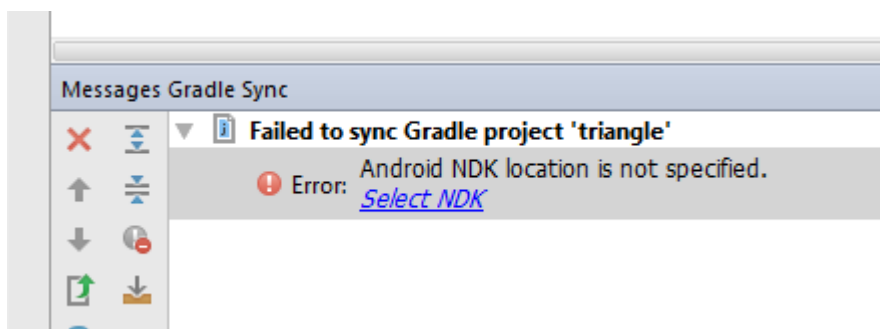 Messages Gradle Sync
Failed to sync Gradle project 'triangle'
Error: Android NDK location is not specified.
Select NDK